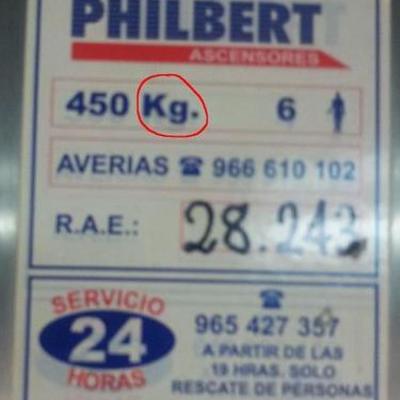 PHILBERT
ASCENSORES
450 Kg. 6
AVERIAS ☎ 966 610 102
R.A.E.: 28.243
SERVICIO
24
HORAS
☎
965 427 357
A PARTIR DE LAS
19 HRAS. SOLO
RESCATE DE PERSONAS